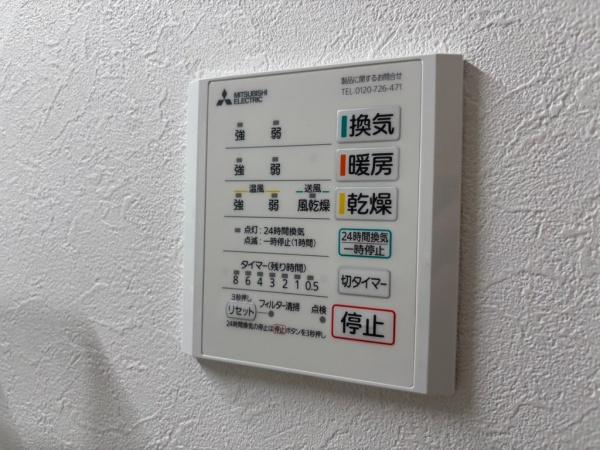 MITSUBISHI
ELECTRIC
製品に関するお問合せ
TEL:0120-726-471
強 弱 換気
強 弱 暖房
温風 送風
強 弱 風乾燥 乾燥
点灯:24時間換気
点滅:一時停止(1時間)
24時間換気
一時停止
タイマー(残り時間)
8 6 4 3 2 1 0.5
切タイマー
3秒押し
リセット フィルター清掃 点検
停止
24時間換気の停止は停止ボタンを3秒押し